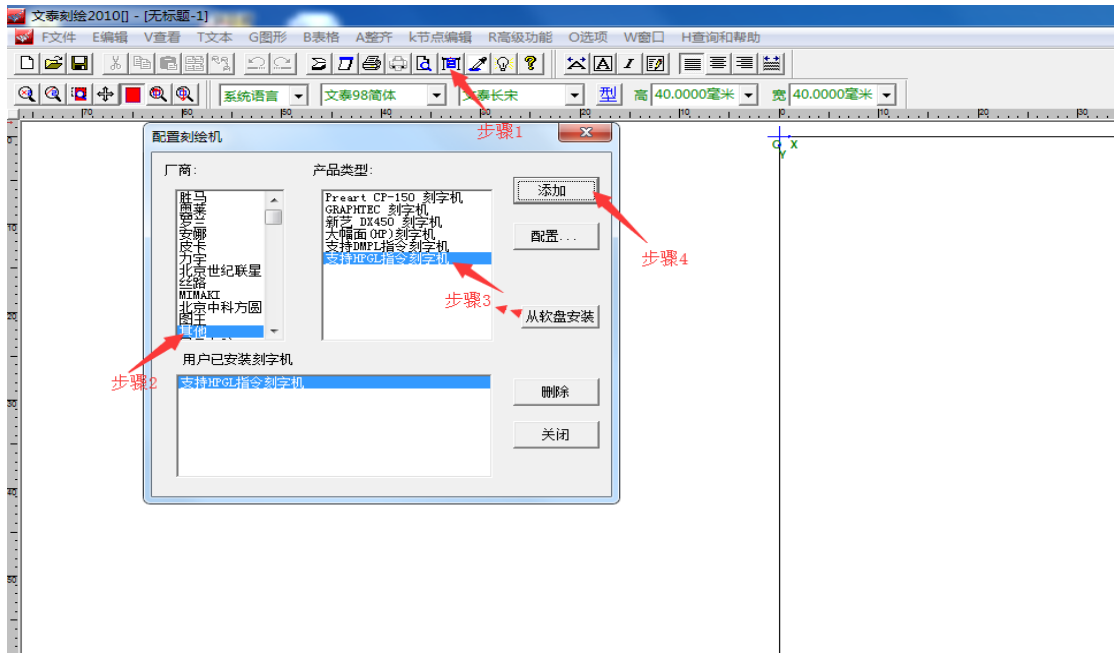 文泰刻绘2010[] - [无标题-1]
F文件 E编辑 V查看 T文本 G图形 B表格 A整齐 k节点编辑 R高级功能 O选项 W窗口 H查询和帮助
系统语言 文泰98简体 文泰长宋 型 高 40.0000毫米 宽 40.0000毫米
步骤1
配置刻绘机
厂商: 产品类型:
胜马
奥莱
罗兰
安娜
皮卡
力宇
北京世纪联星
丝路
MIMAKI
北京中科方圆
图王
其他
Preart CP-150 刻字机
GRAPHTEC 刻字机
新艺 DX450 刻字机
大幅面(HP)刻字机
支持DMPL指令刻字机
支持HPGL指令刻字机
添加
配置...
从软盘安装
步骤4
步骤3
步骤2
用户已安装刻字机
支持HPGL指令刻字机
删除
关闭
X
Y